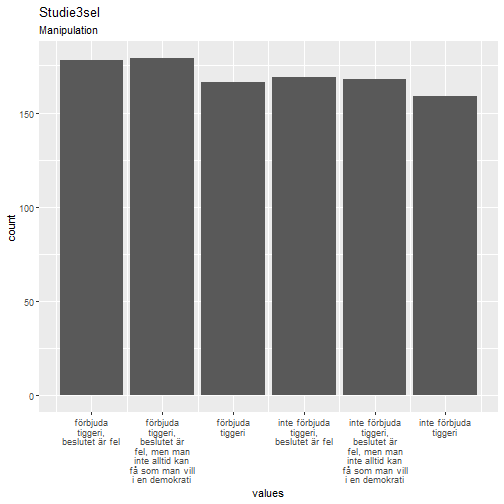 Studie3sel
Manipulation
count
150
100
50
0
förbjuda
tiggeri,
beslutet är fel
förbjuda
tiggeri,
beslutet är
fel, men man
inte alltid kan
få som man vill
i en demokrati
förbjuda
tiggeri
inte förbjuda
tiggeri,
beslutet är fel
inte förbjuda
tiggeri,
beslutet är
fel, men man
inte alltid kan
få som man vill
i en demokrati
inte förbjuda
tiggeri
values